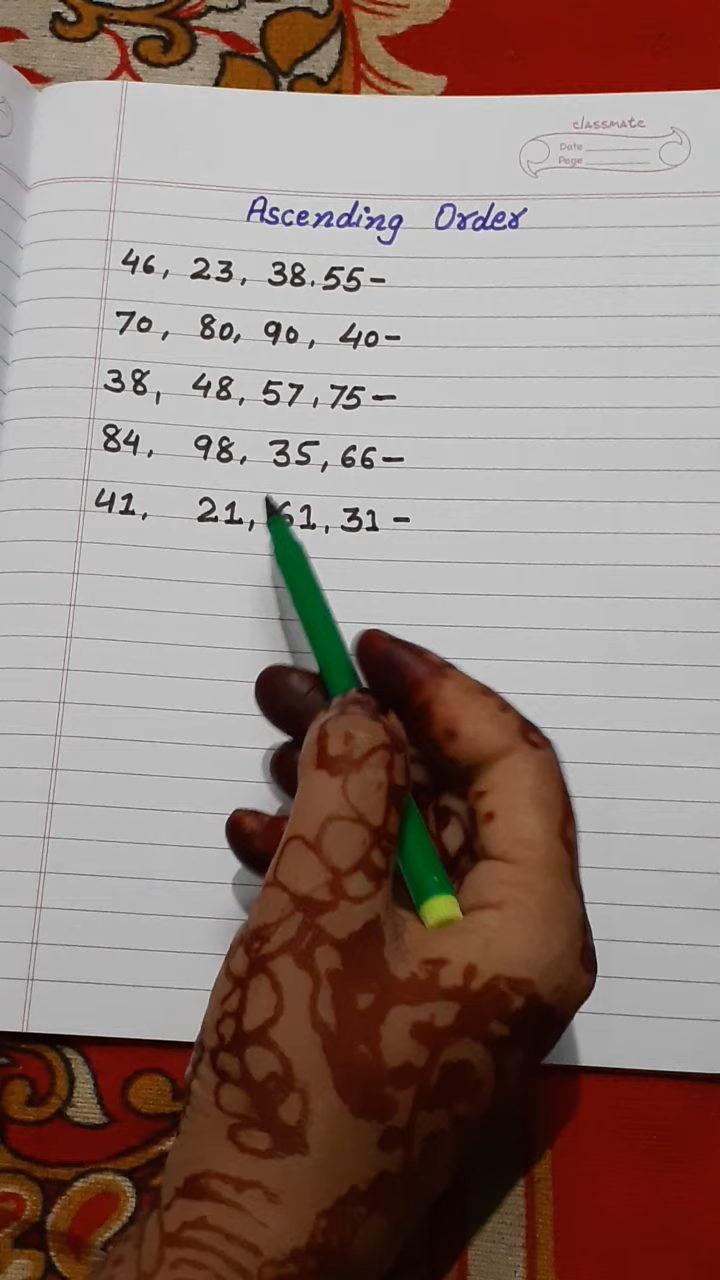 classmate
Date
Page
Ascending Order
46, 23, 38.55-
70, 80, 90, 40-
38, 48, 57, 75-
84, 98, 35, 66-
41, 21, 61, 31-